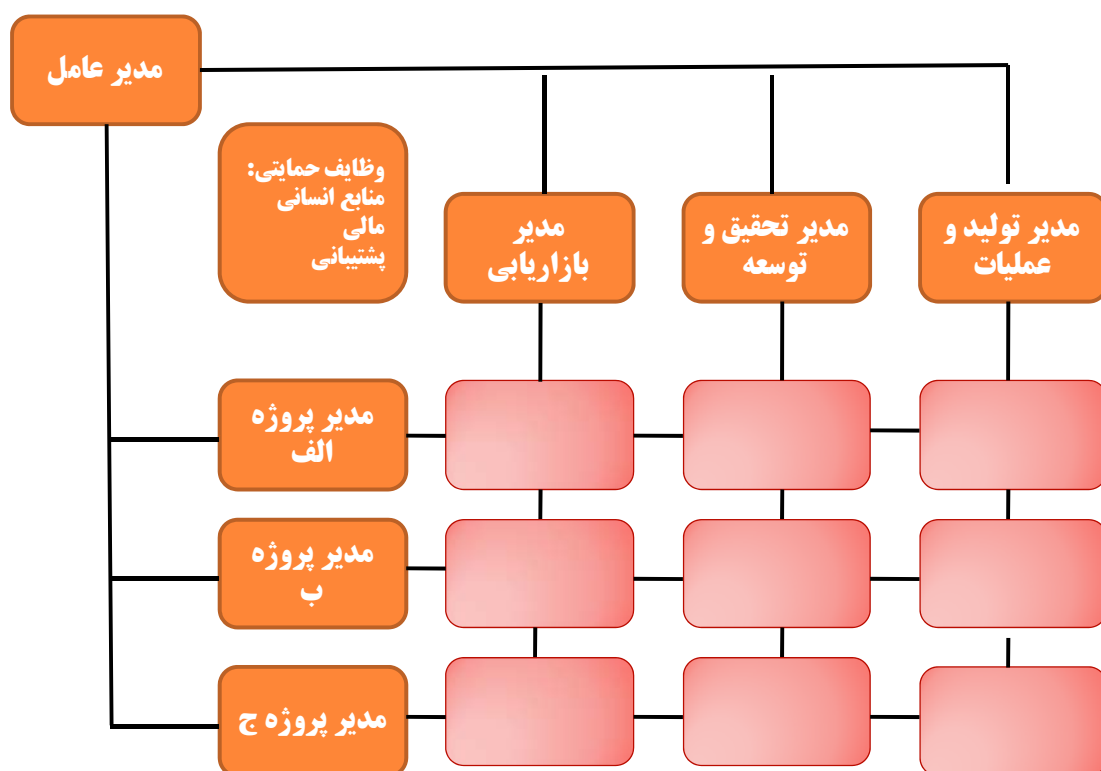 مدیر عامل
وظایف حمایتی:
منابع انسانی
مالی
پشتیبانی
مدیر
بازاریابی
مدیر تحقیق و
توسعه
مدیر تولید و
عملیات
مدیر پروژه
الف
مدیر پروژه
ب
مدیر پروژه ج